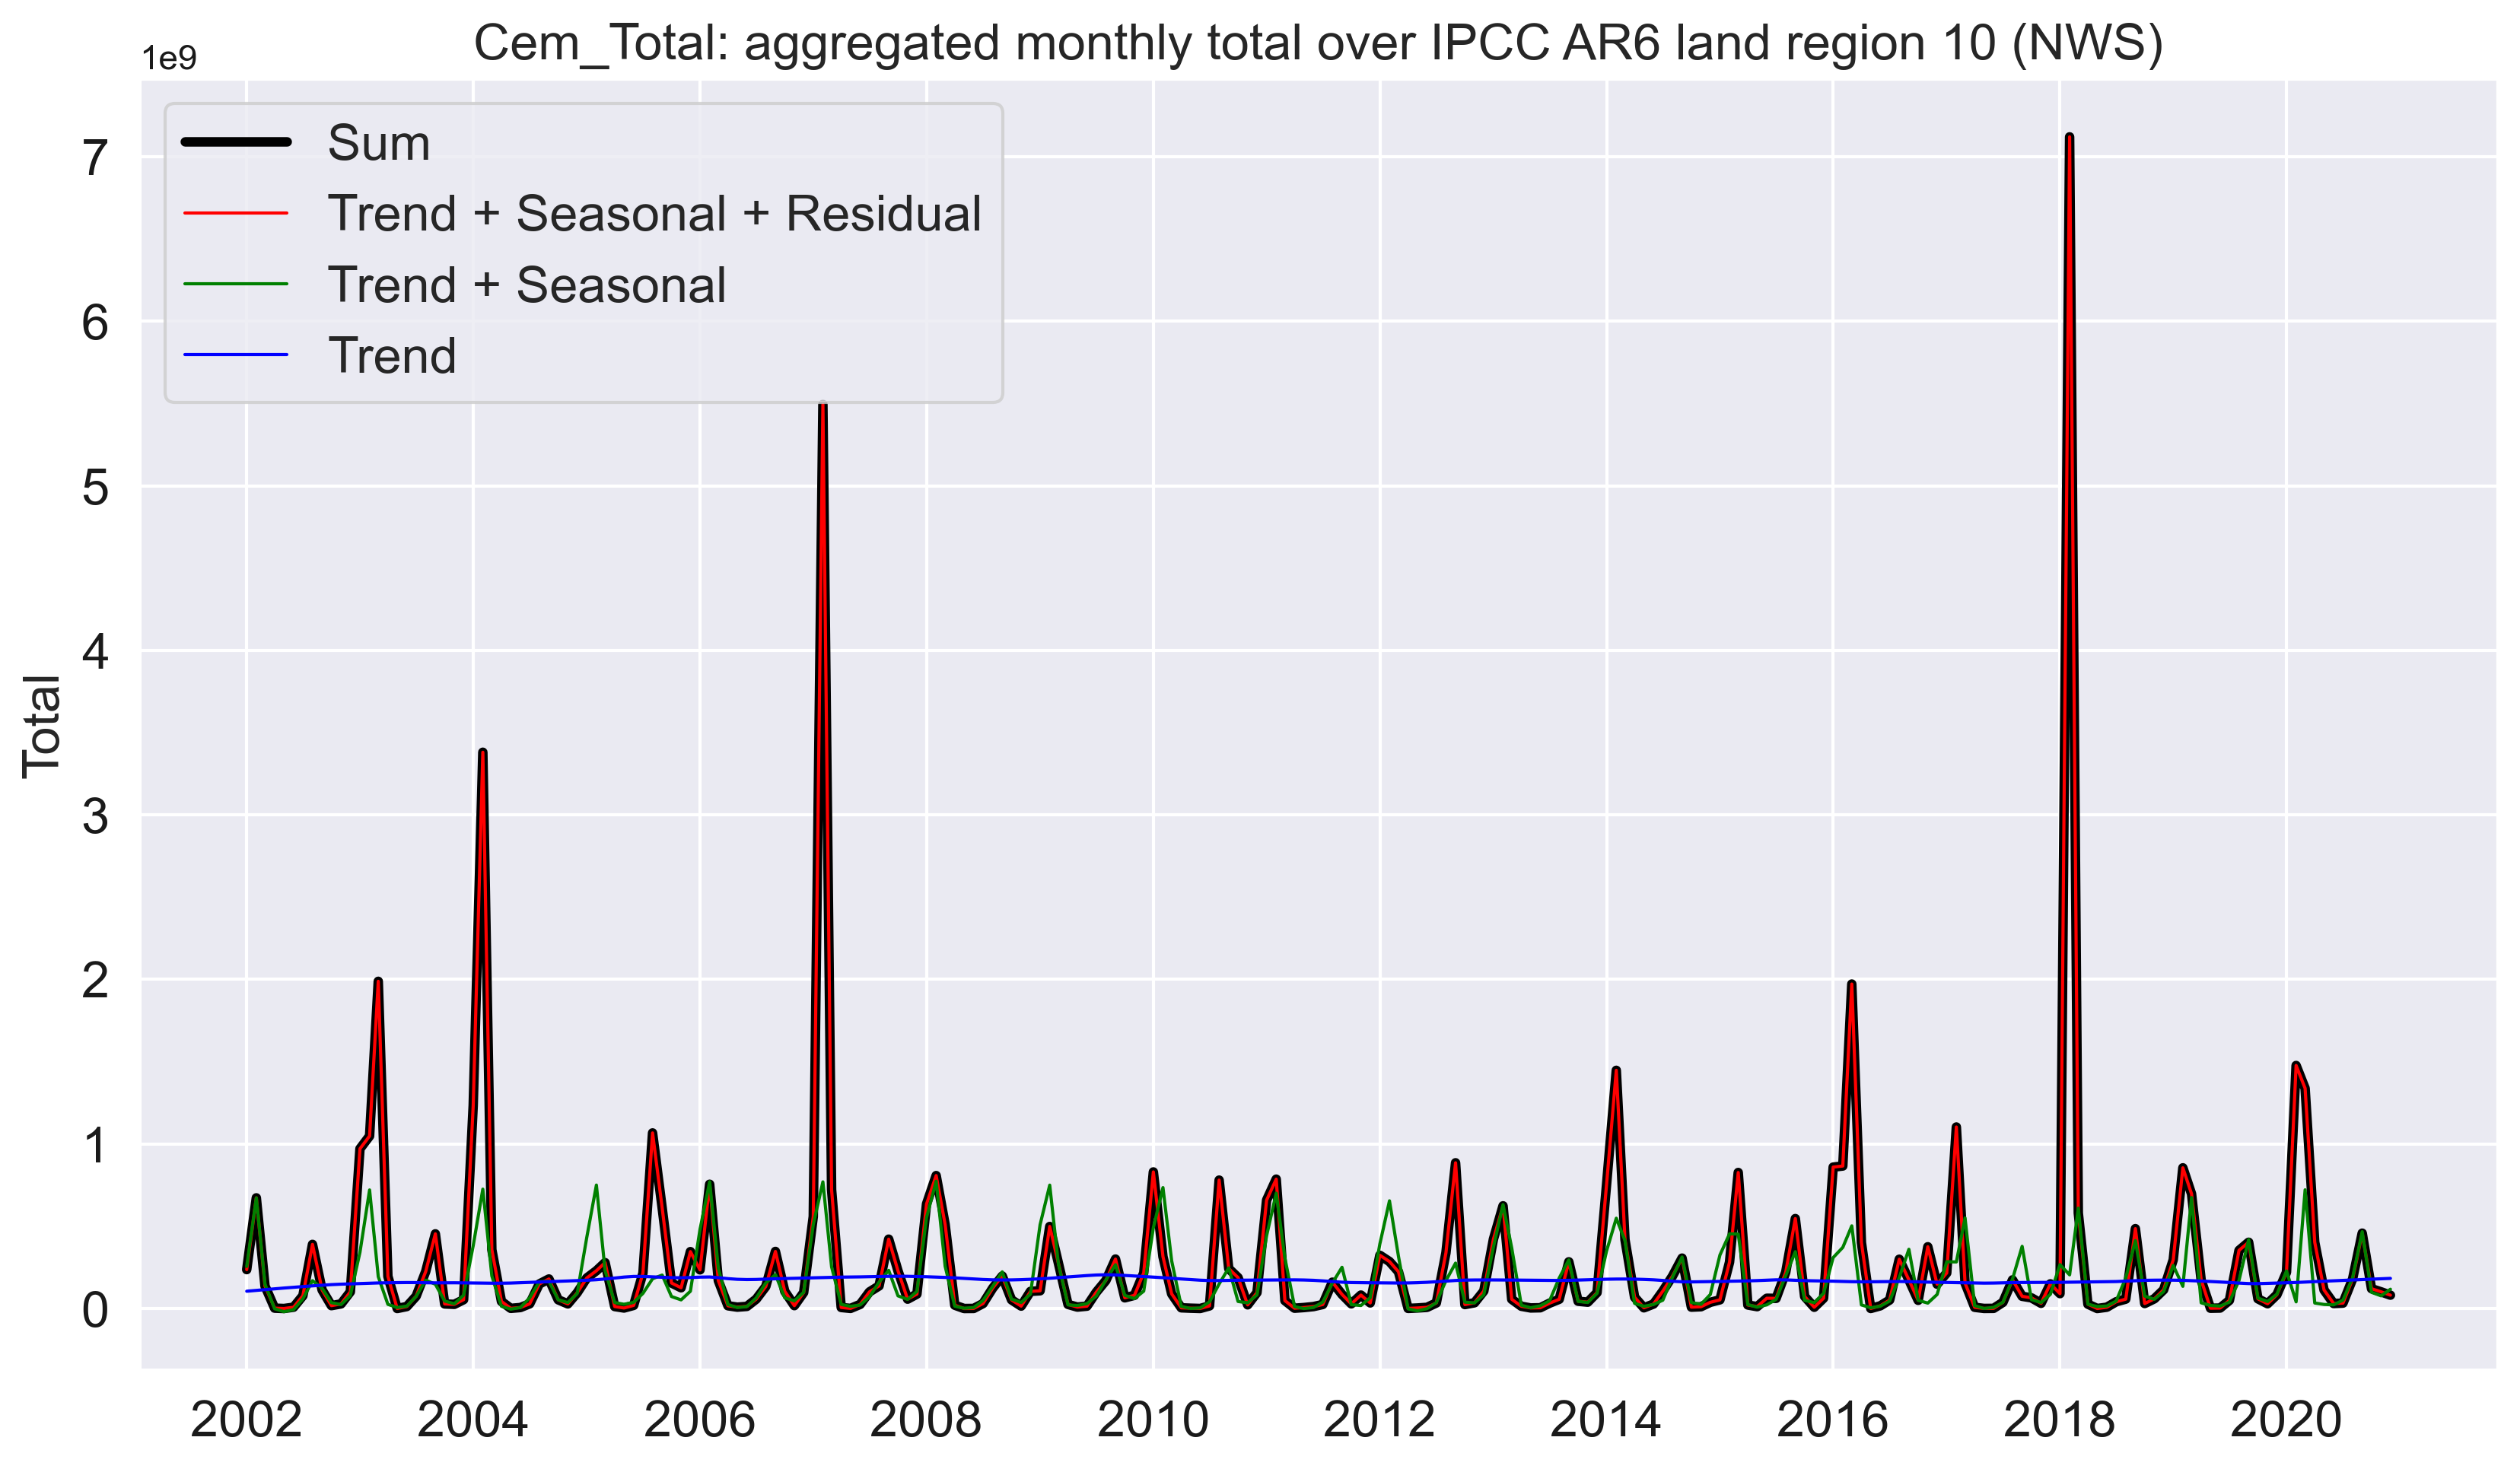 Cem_Total: aggregated monthly total over IPCC AR6 land region 10 (NWS)
1e9
Sum
Trend + Seasonal + Residual
Trend + Seasonal
Trend
7
6
5
4
3
2
1
0
Total
2002 2004 2006 2008 2010 2012 2014 2016 2018 2020